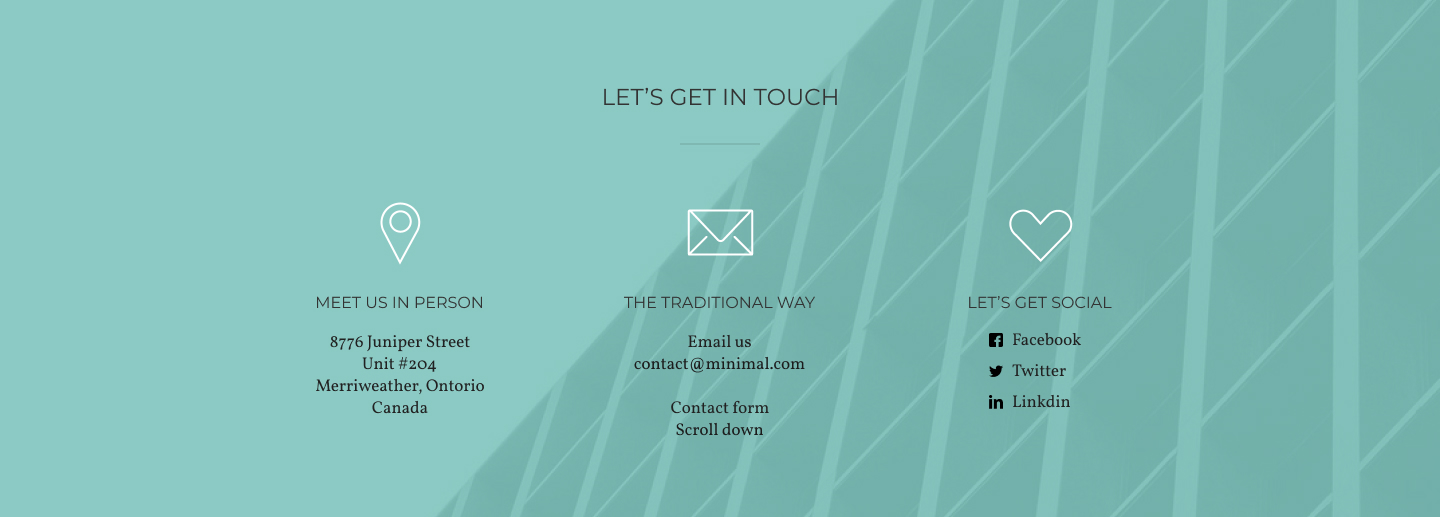 LET’S GET IN TOUCH
MEET US IN PERSON
8776 Juniper Street
Unit #204
Merriweather, Ontorio
Canada
THE TRADITIONAL WAY
Email us
contact@minimal.com
Contact form
Scroll down
LET’S GET SOCIAL
Facebook
Twitter
Linkdin